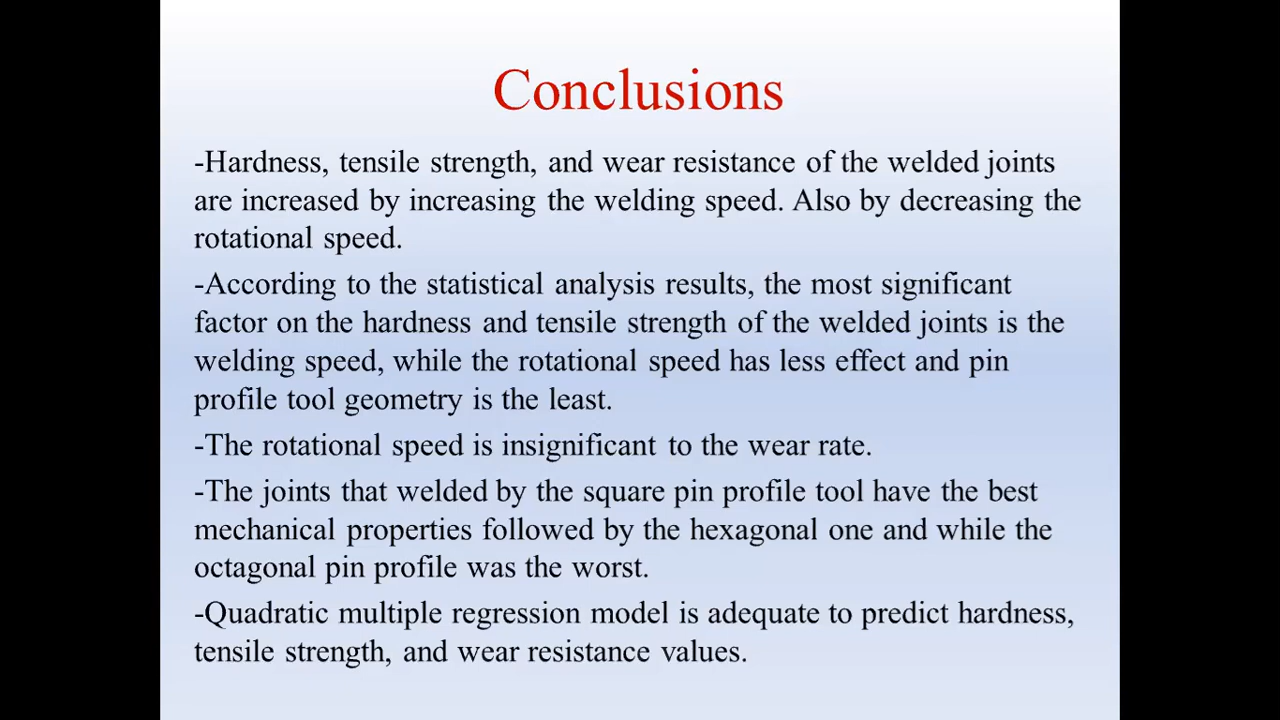 Conclusions
-Hardness, tensile strength, and wear resistance of the welded joints
are increased by increasing the welding speed. Also by decreasing the
rotational speed.
-According to the statistical analysis results, the most significant
factor on the hardness and tensile strength of the welded joints is the
welding speed, while the rotational speed has less effect and pin
profile tool geometry is the least.
-The rotational speed is insignificant to the wear rate.
-The joints that welded by the square pin profile tool have the best
mechanical properties followed by the hexagonal one and while the
octagonal pin profile was the worst.
-Quadratic multiple regression model is adequate to predict hardness,
tensile strength, and wear resistance values.